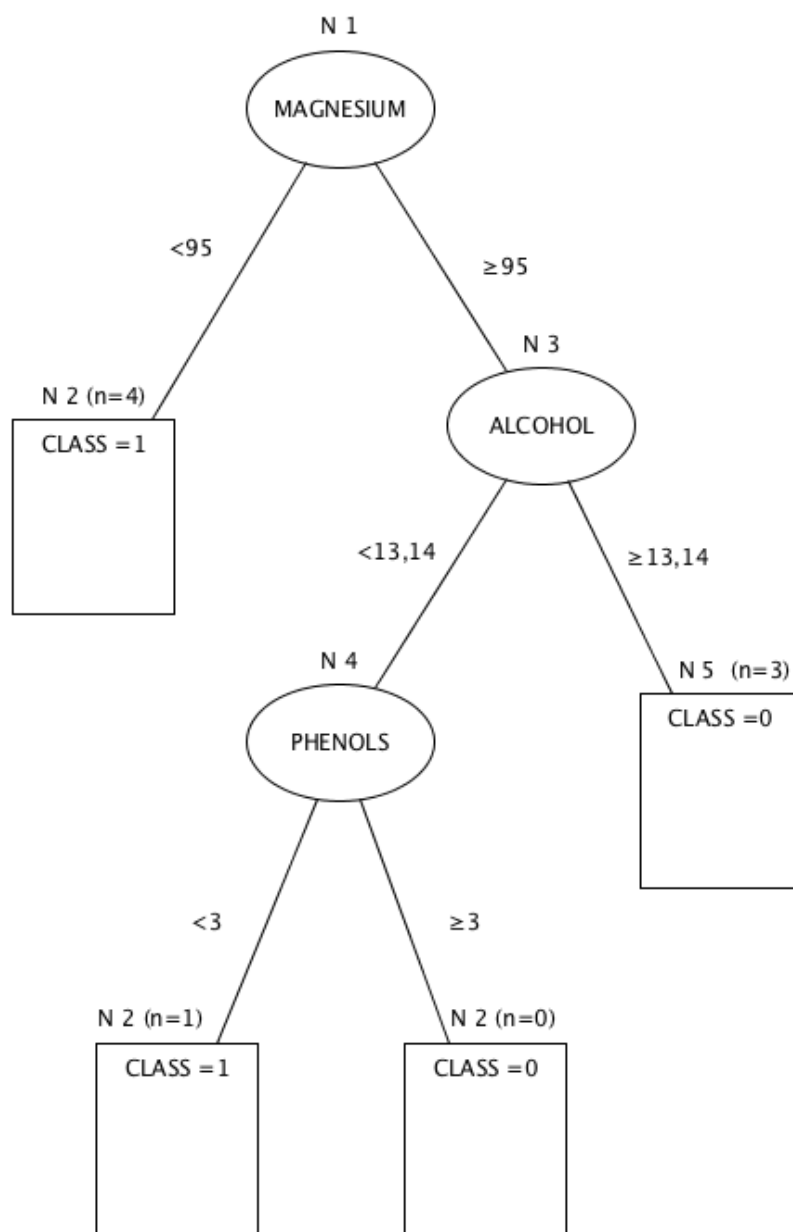 N 1
MAGNESIUM
<95
≥95
N 3
N 2 (n=4)
CLASS =1
ALCOHOL
<13,14
≥13,14
N 4
N 5 (n=3)
CLASS =0
PHENOLS
<3
≥3
N 2 (n=1)
N 2 (n=0)
CLASS =1
CLASS =0